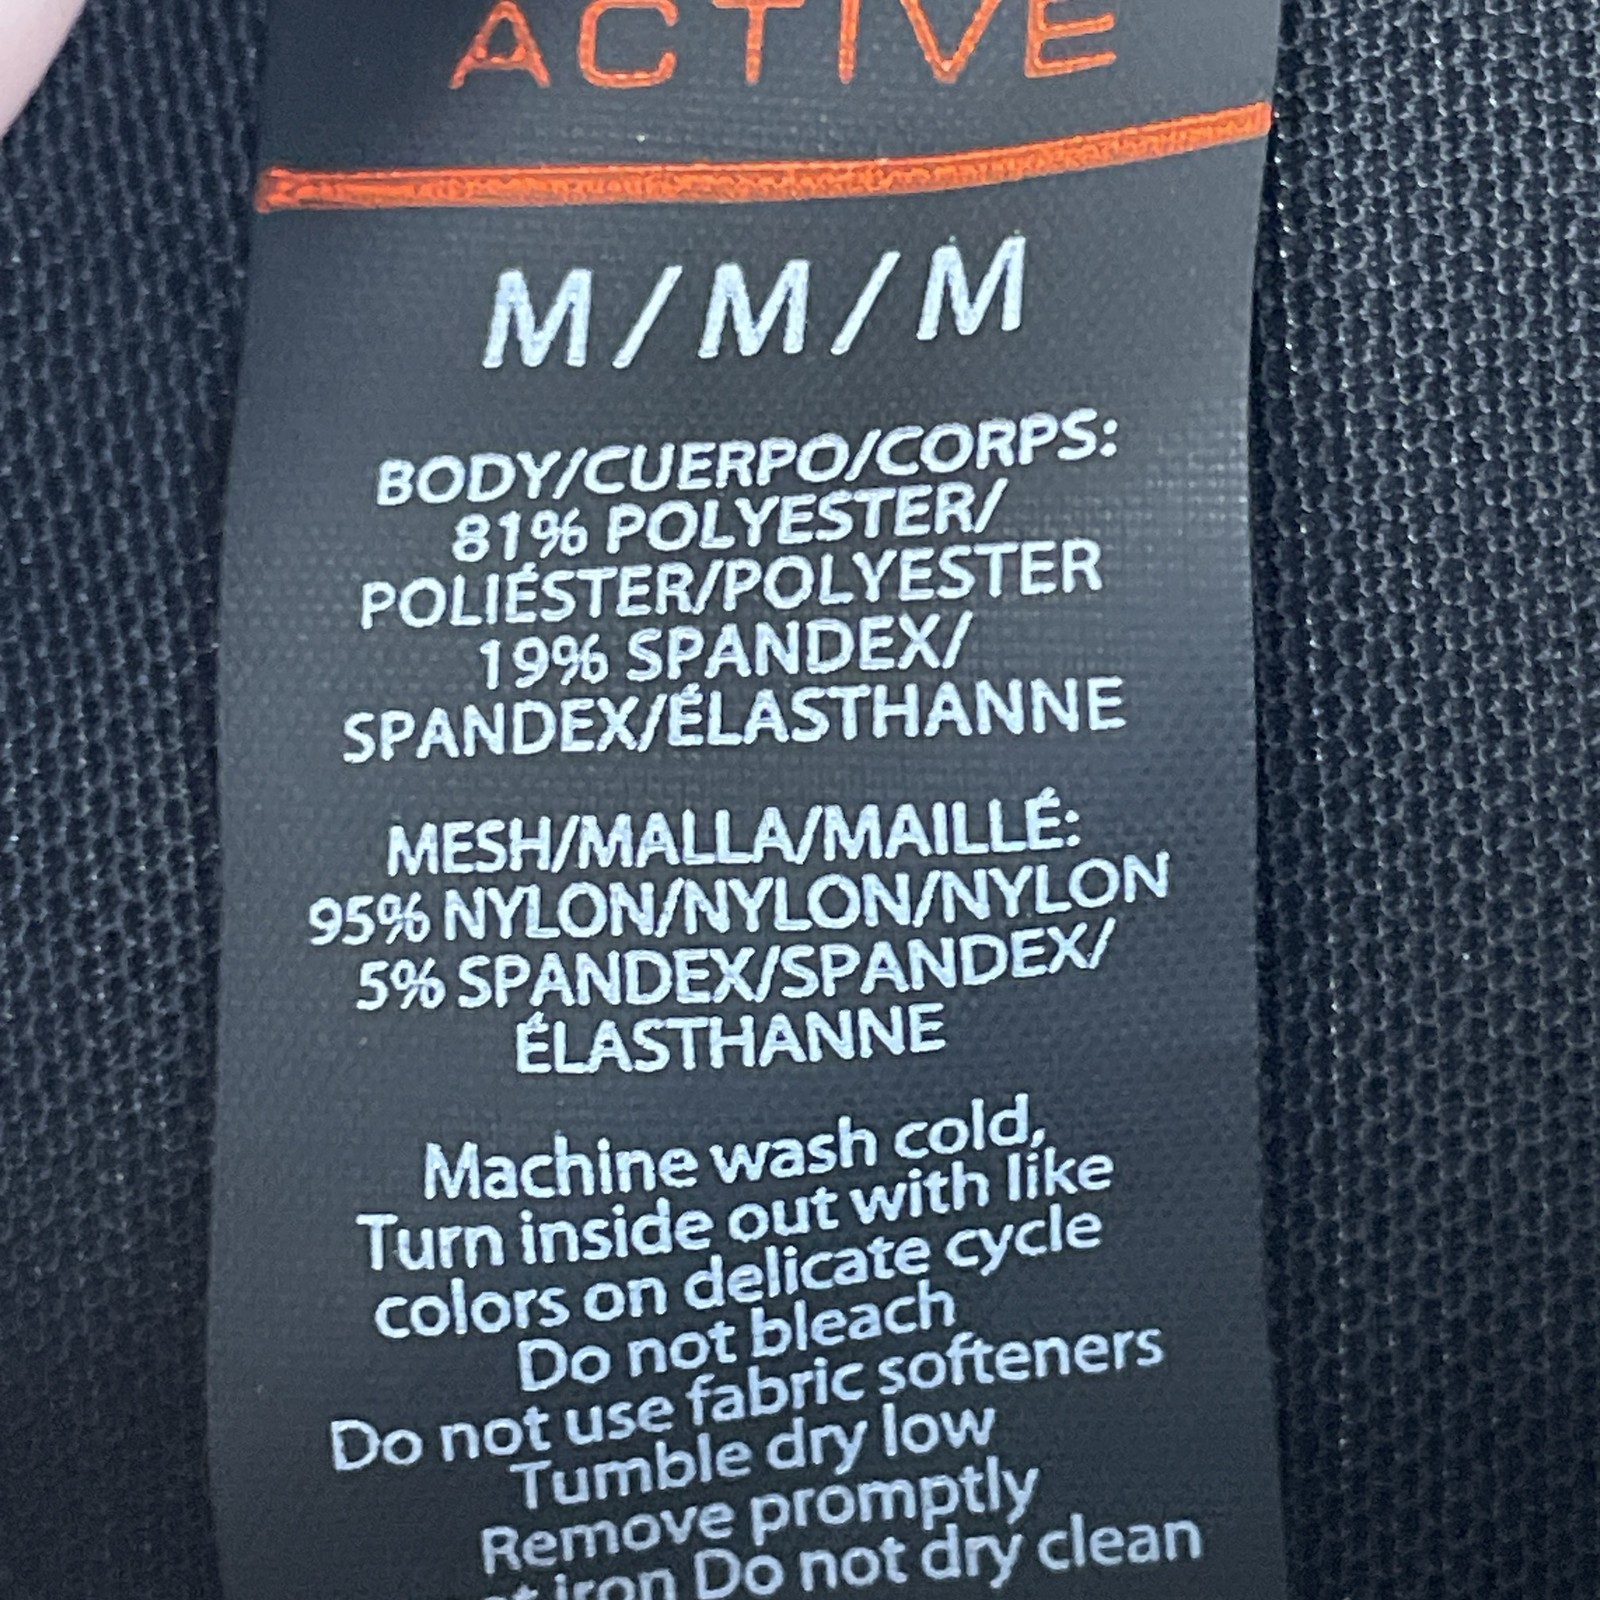 ACTIVE
M / M / M
BODY/CUERPO/CORPS:
81% POLYESTER/
POLIÉSTER/POLYESTER
19% SPANDEX/
SPANDEX/ÉLASTHANNE
MESH/MALLA/MAILLÉ:
95% NYLON/NYLON/NYLON
5% SPANDEX/SPANDEX/
ÉLASTHANNE
Machine wash cold,
Turn inside out with like
colors on delicate cycle
Do not bleach
Do not use fabric softeners
Tumble dry low
Remove promptly
iron Do not dry clean